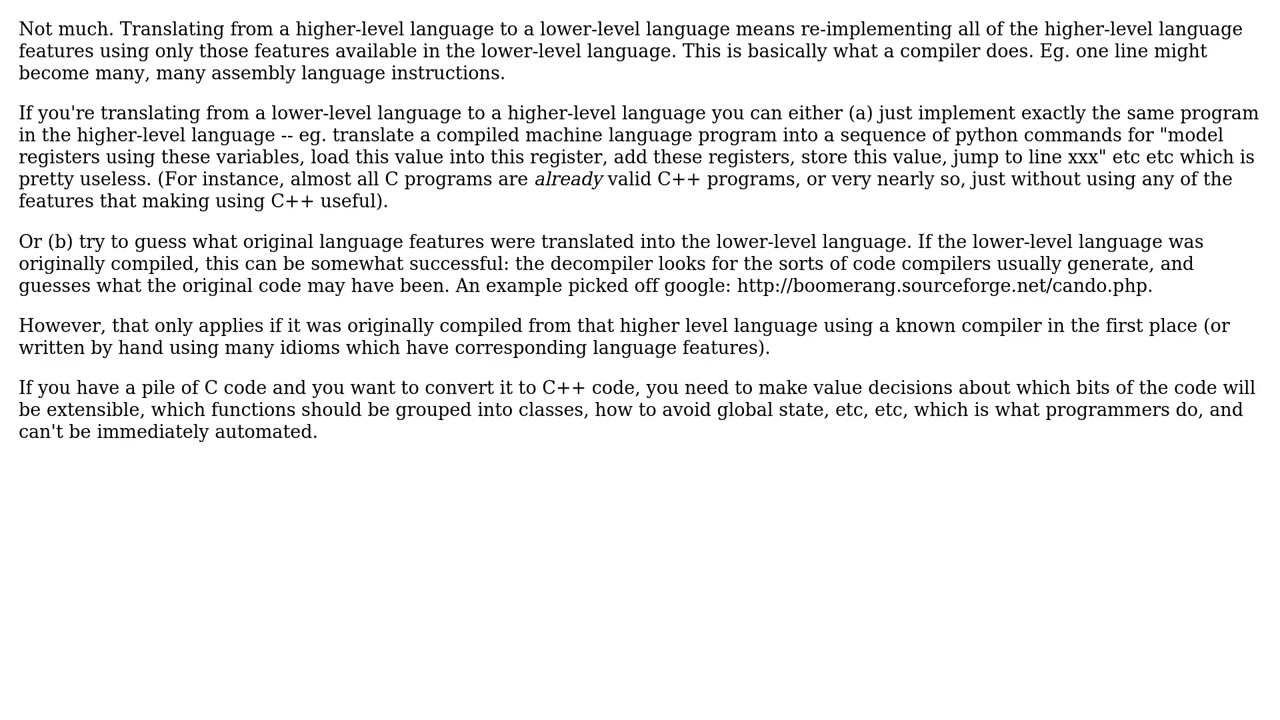 Not much. Translating from a higher-level language to a lower-level language means re-implementing all of the higher-level language
features using only those features available in the lower-level language. This is basically what a compiler does. Eg. one line might
become many, many assembly language instructions.
If you're translating from a lower-level language to a higher-level language you can either (a) just implement exactly the same program
in the higher-level language -- eg. translate a compiled machine language program into a sequence of python commands for "model
registers using these variables, load this value into this register, add these registers, store this value, jump to line xxx" etc etc which is
pretty useless. (For instance, almost all C programs are already valid C++ programs, or very nearly so, just without using any of the
features that making using C++ useful).
Or (b) try to guess what original language features were translated into the lower-level language. If the lower-level language was
originally compiled, this can be somewhat successful: the decompiler looks for the sorts of code compilers usually generate, and
guesses what the original code may have been. An example picked off google: http://boomerang.sourceforge.net/cando.php.
However, that only applies if it was originally compiled from that higher level language using a known compiler in the first place (or
written by hand using many idioms which have corresponding language features).
If you have a pile of C code and you want to convert it to C++ code, you need to make value decisions about which bits of the code will
be extensible, which functions should be grouped into classes, how to avoid global state, etc, etc, which is what programmers do, and
can't be immediately automated.